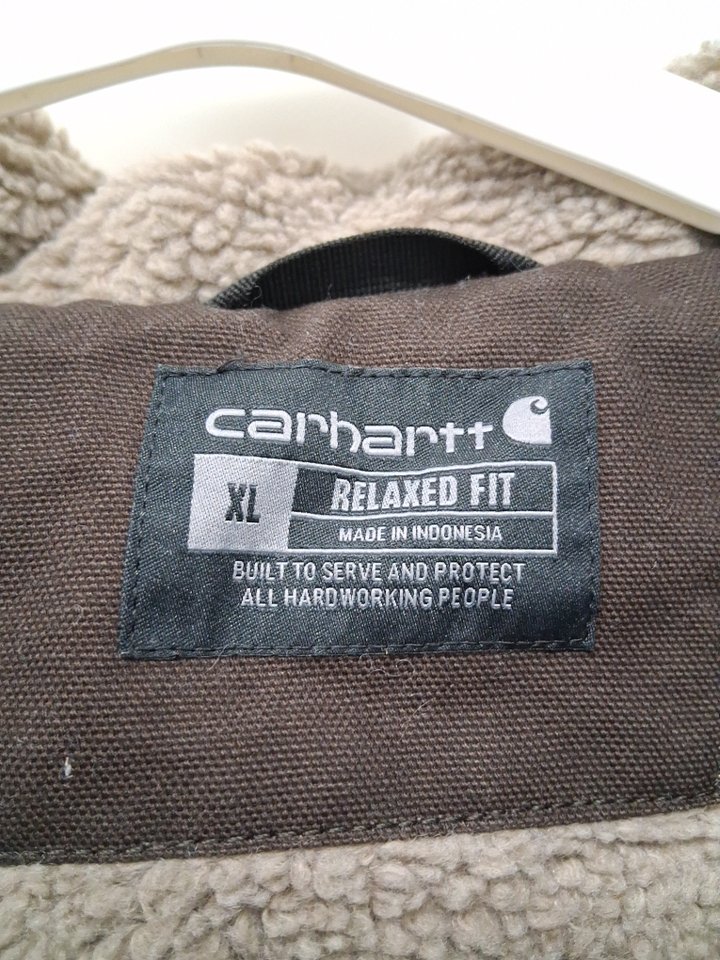 carhartt
XL
RELAXED FIT
MADE IN INDONESIA
BUILT TO SERVE AND PROTECT
ALL HARDWORKING PEOPLE